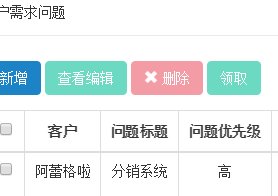 户需求问题
新增 查看编辑 ✖ 删除 领取
客户 问题标题 问题优先级
阿蕾格啦 分销系统 高